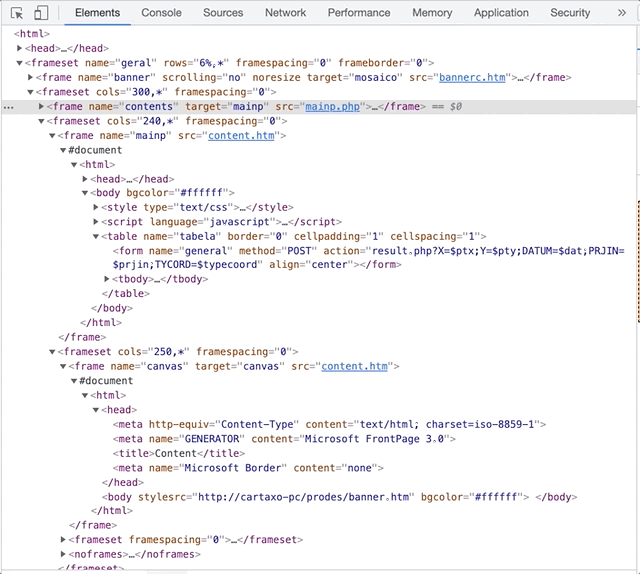 Elements Console Sources Network Performance Memory Application Security »
<html>
<head>…</head>
<frameset name="geral" rows="6%,*" framespacing="0" frameborder="0">
<frame name="banner" scrolling="no" noresize target="mosaico" src="bannerc.htm">…</frame>
<frameset cols="300,*" framespacing="0">
… <frame name="contents" target="mainp" src="mainp.php">…</frame> == $0
<frameset cols="240,*" framespacing="0">
<frame name="mainp" src="content.htm">
#document
<html>
<head>…</head>
<body bgcolor="#ffffff">
<style type="text/css">…</style>
<script language="javascript">…</script>
<table name="tabela" border="0" cellpadding="1" cellspacing="1">
<form name="general" method="POST" action="result.php?X=$ptx;Y=$pty;DATUM=$dat;PRJIN=
$prjin;TYCORD=$typecoord" align="center"></form>
<tbody>…</tbody>
</table>
</body>
</html>
</frame>
<frameset cols="250,*" framespacing="0">
<frame name="canvas" target="canvas" src="content.htm">
#document
<html>
<head>
<meta http-equiv="Content-Type" content="text/html; charset=iso-8859-1">
<meta name="GENERATOR" content="Microsoft FrontPage 3.0">
<title>Content</title>
<meta name="Microsoft Border" content="none">
</head>
<body stylesrc="http://cartaxo-pc/prodes/banner.htm" bgcolor="#ffffff"> </body>
</html>
</frame>
<frameset framespacing="0">…</frameset>
<noframes>…</noframes>
</frameset>